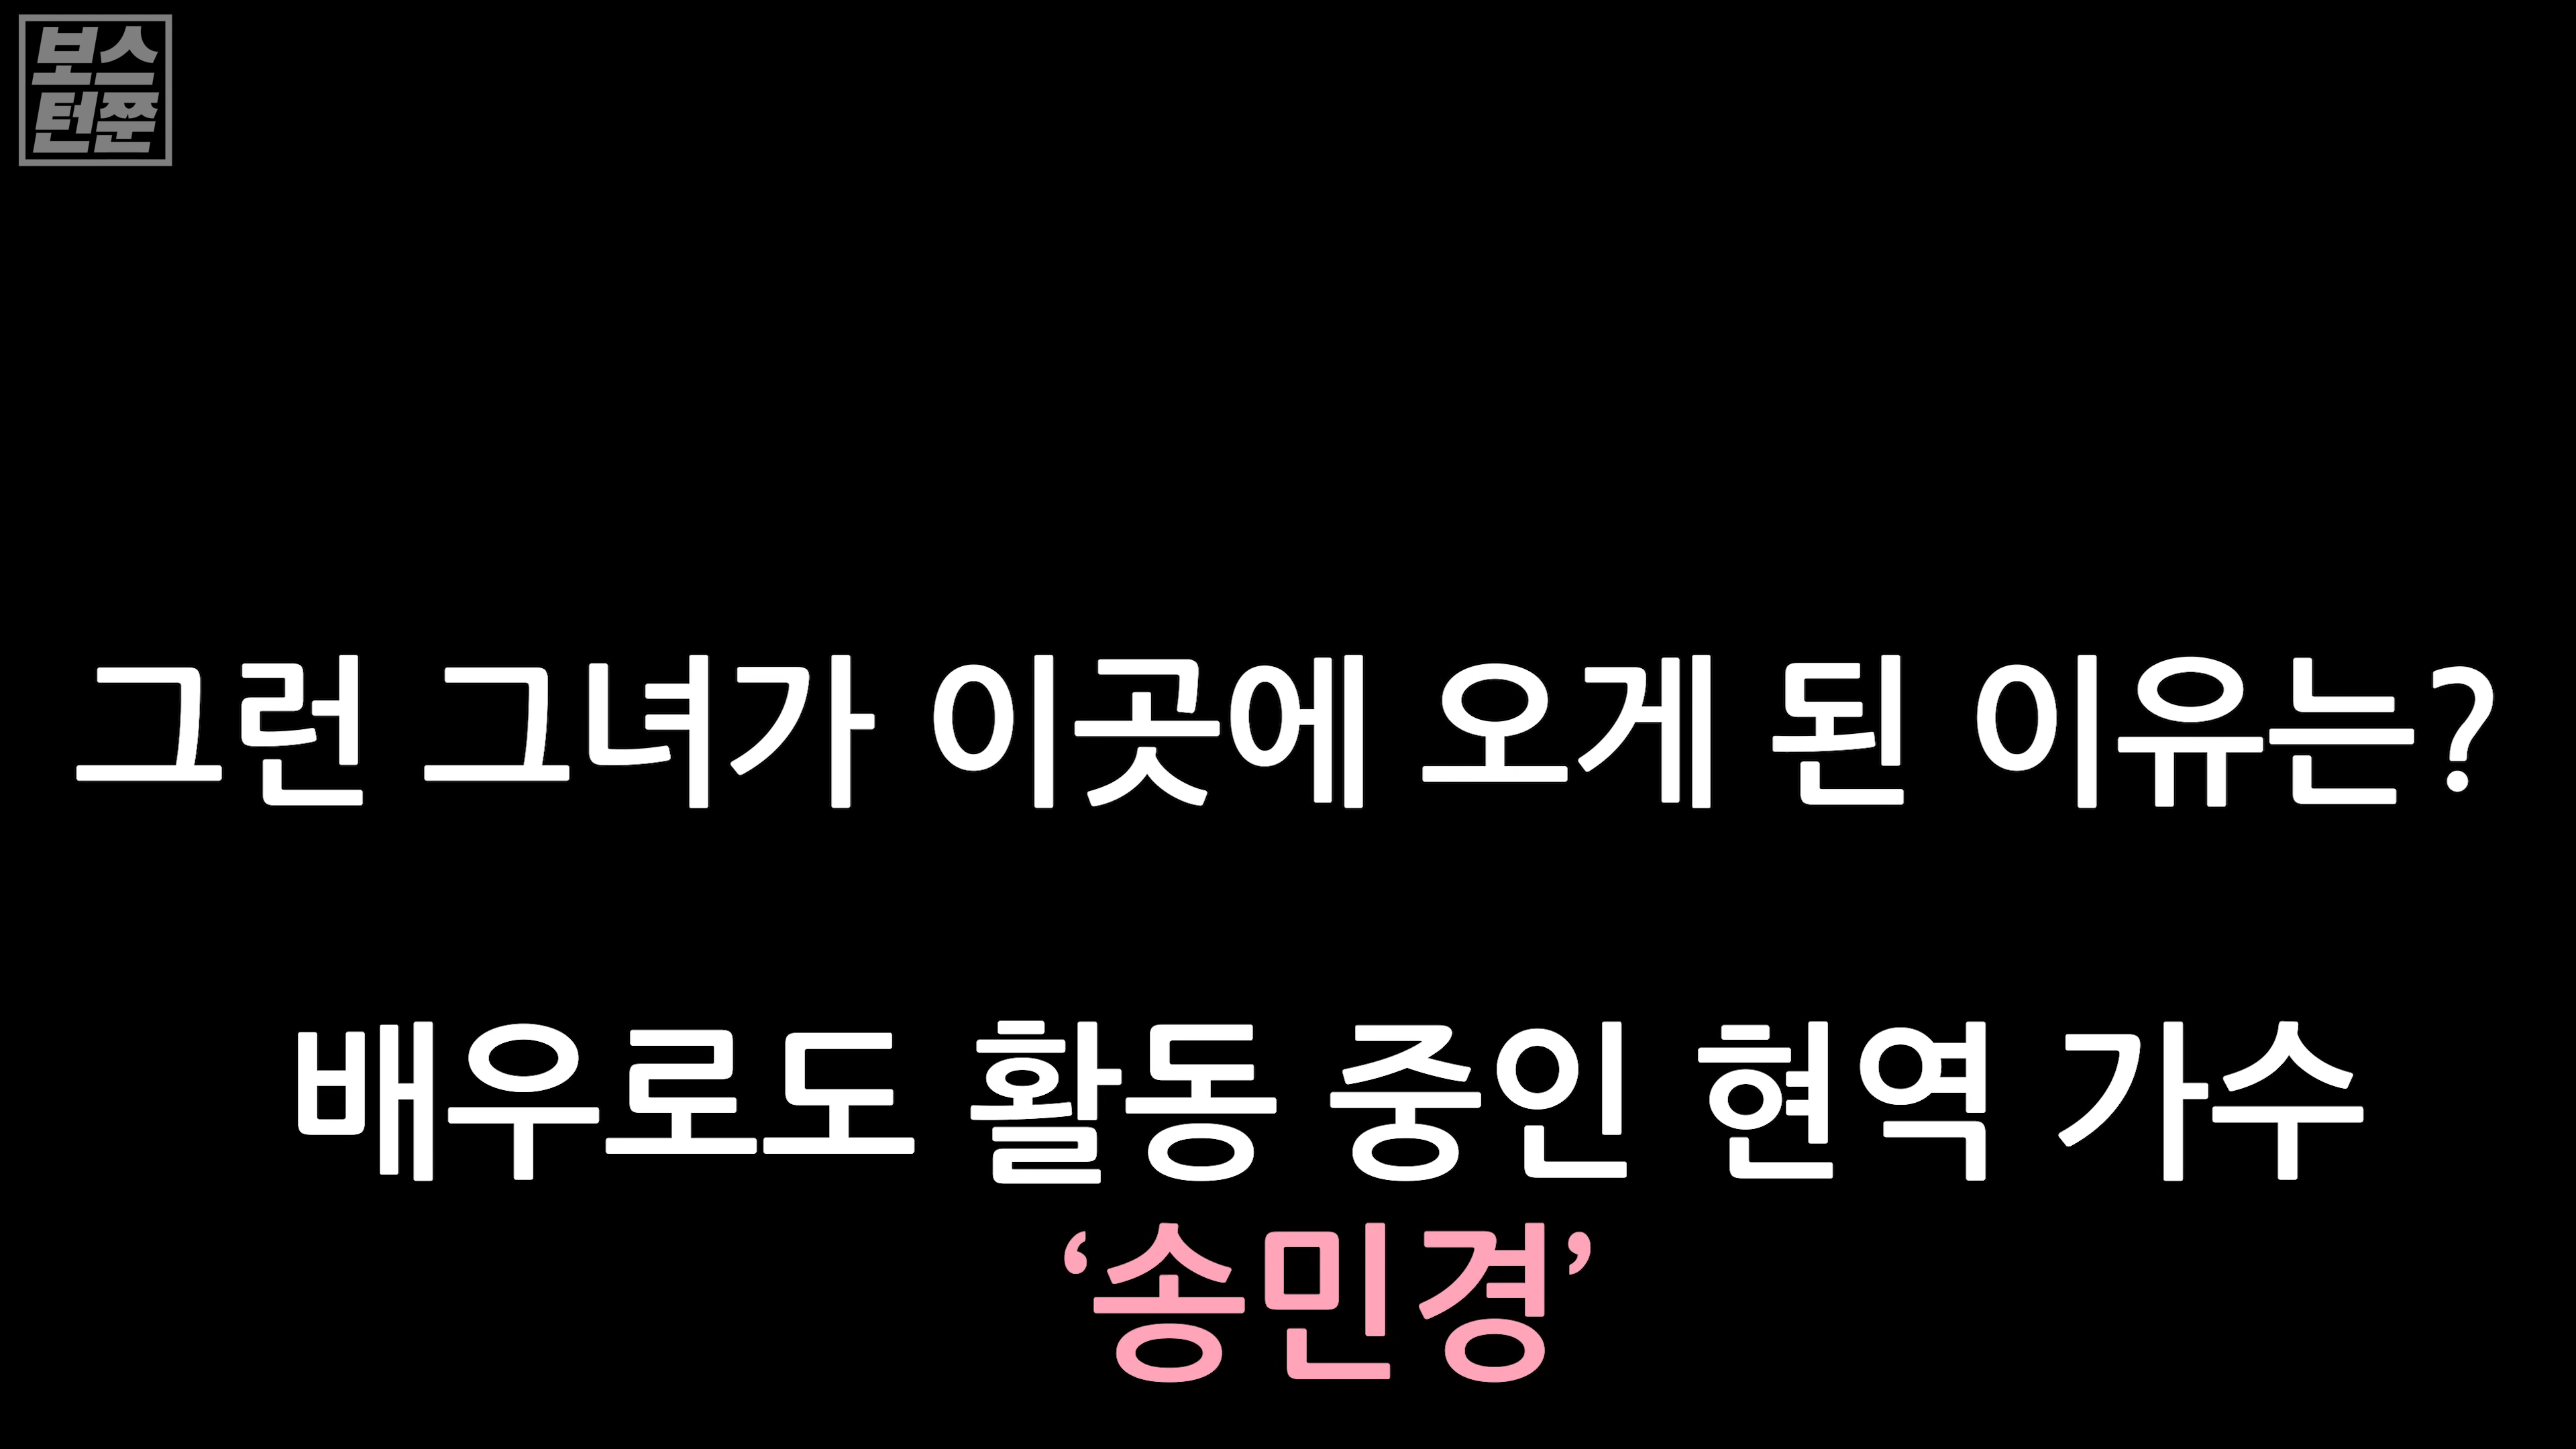 보스
턴쭌
그런 그녀가 이곳에 오게 된 이유는?
배우로도 활동 중인 현역 가수
‘송민경’